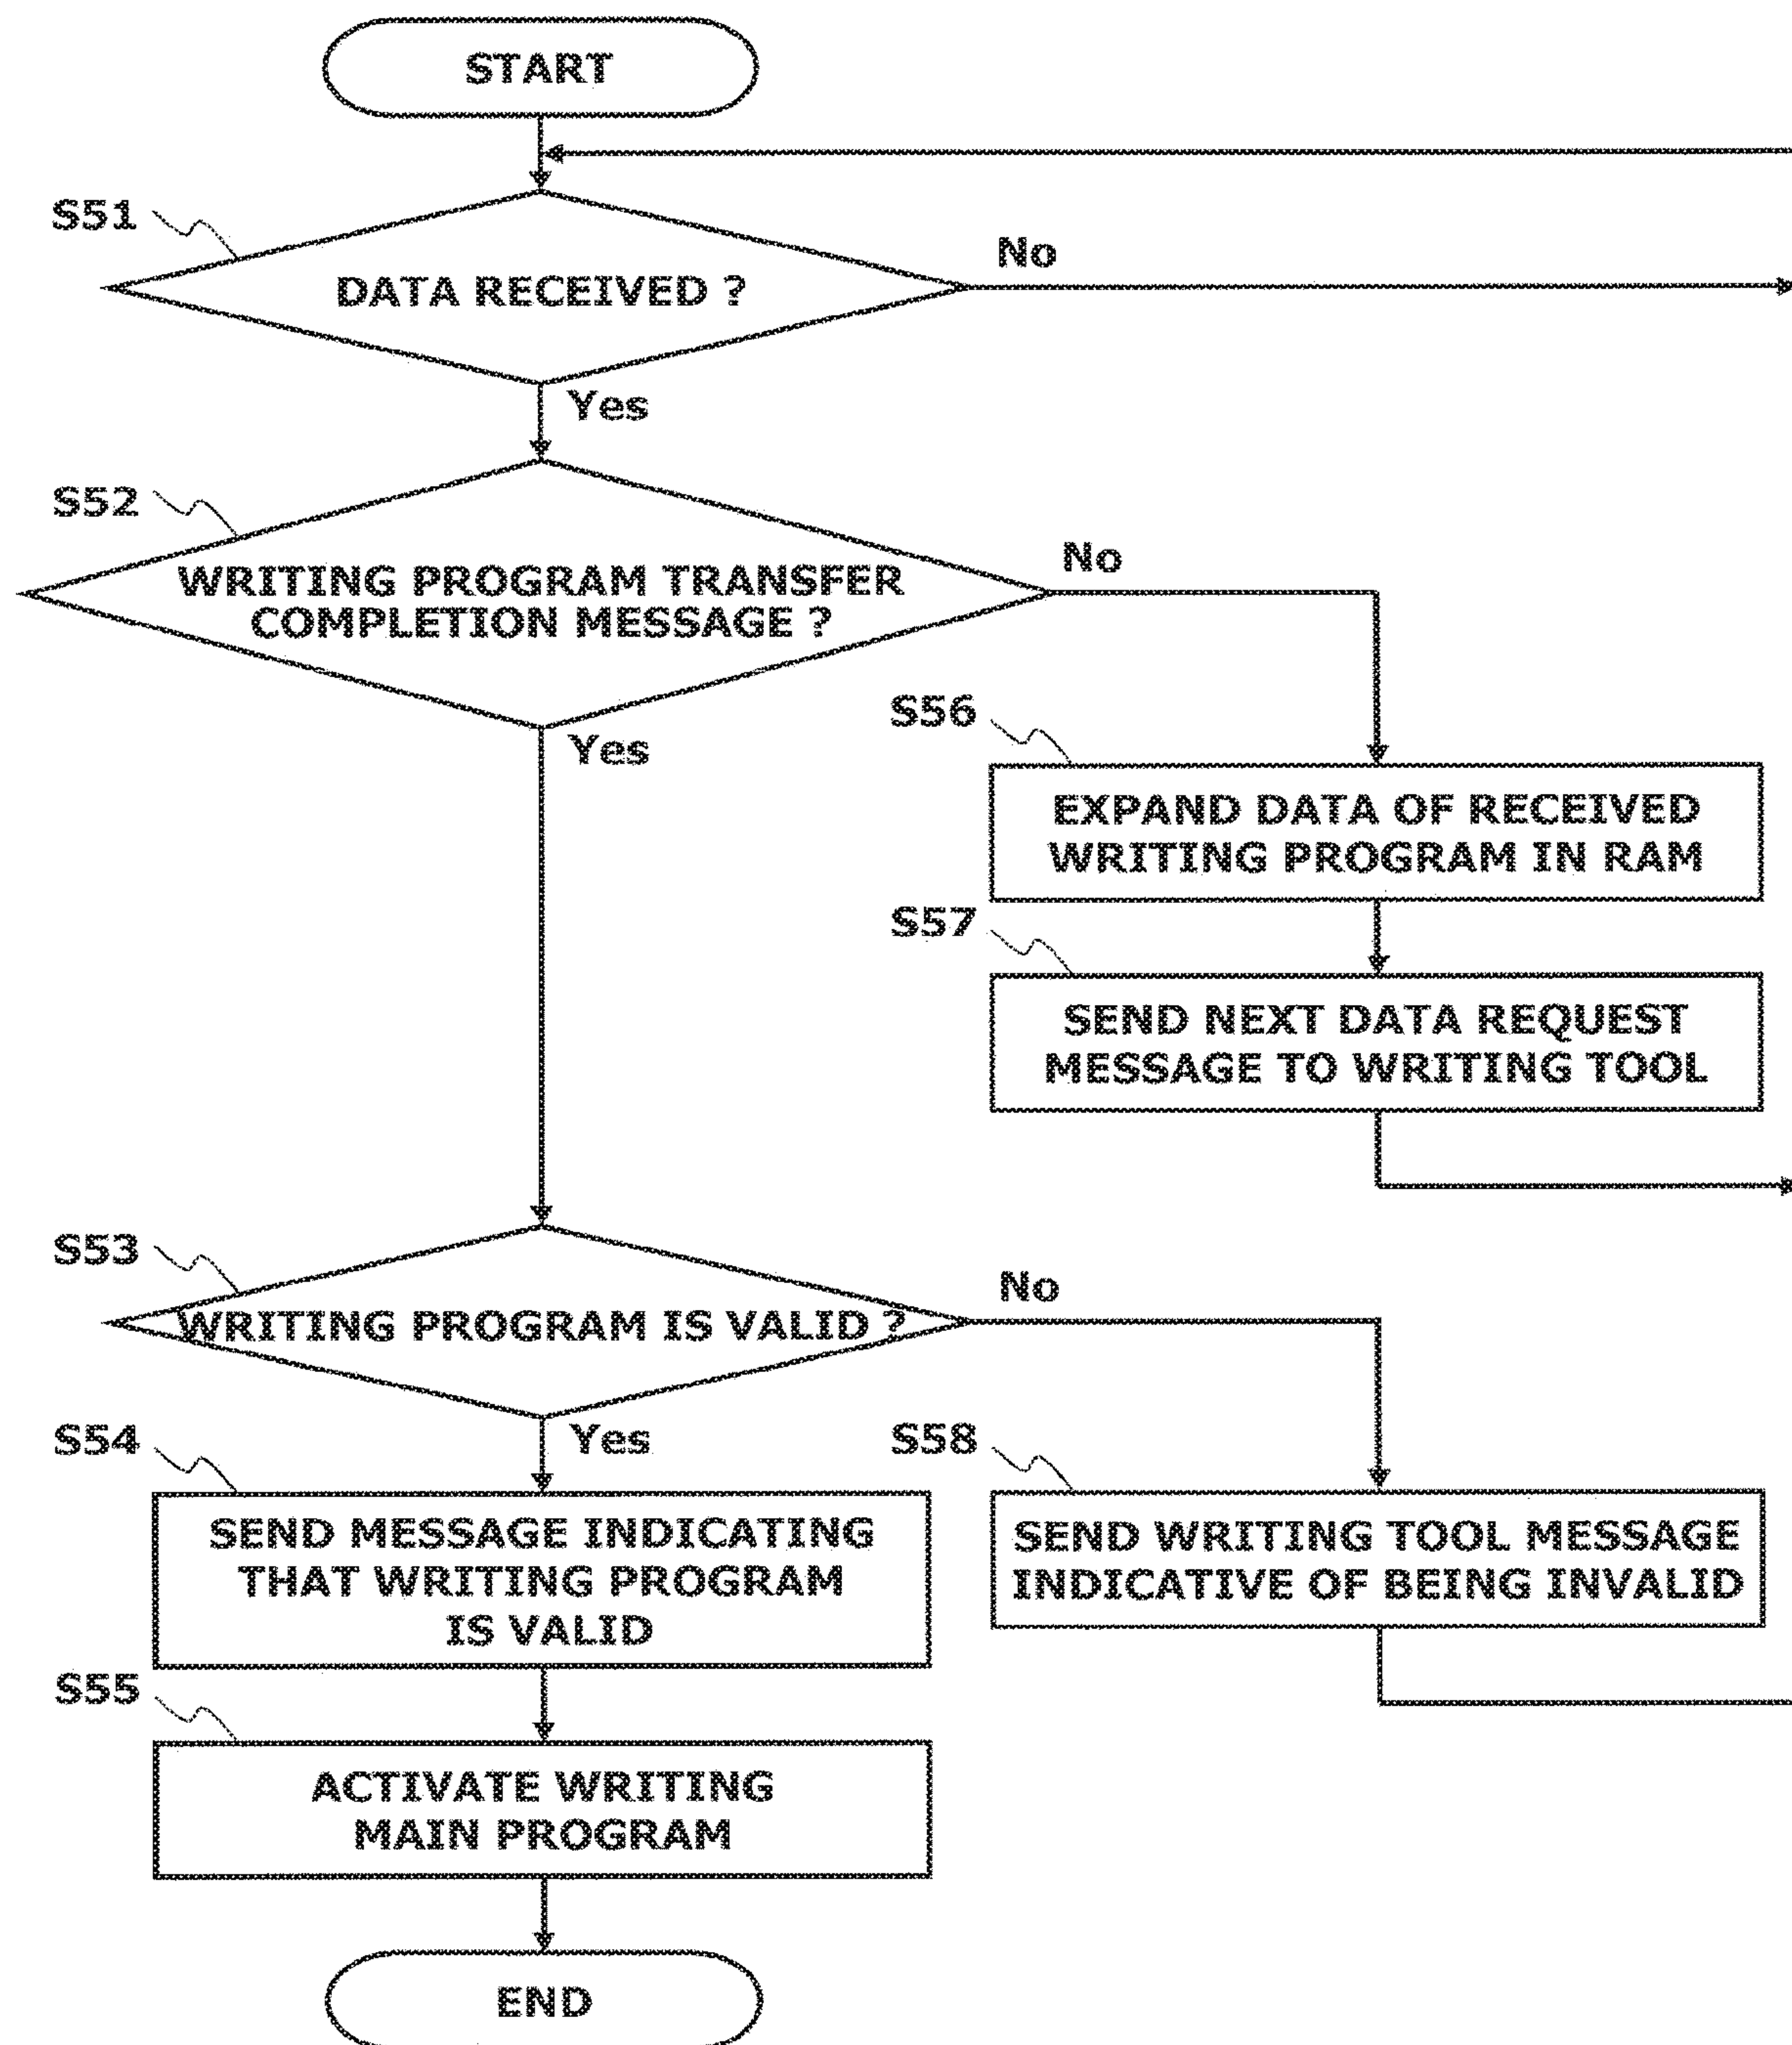 START
S51
DATA RECEIVED ?
No
Yes
S52
WRITING PROGRAM TRANSFER
COMPLETION MESSAGE ?
No
Yes
S56
EXPAND DATA OF RECEIVED
WRITING PROGRAM IN RAM
S57
SEND NEXT DATA REQUEST
MESSAGE TO WRITING TOOL
S53
WRITING PROGRAM IS VALID ?
No
Yes
S54
SEND MESSAGE INDICATING
THAT WRITING PROGRAM
IS VALID
S58
SEND WRITING TOOL MESSAGE
INDICATIVE OF BEING INVALID
S55
ACTIVATE WRITING
MAIN PROGRAM
END